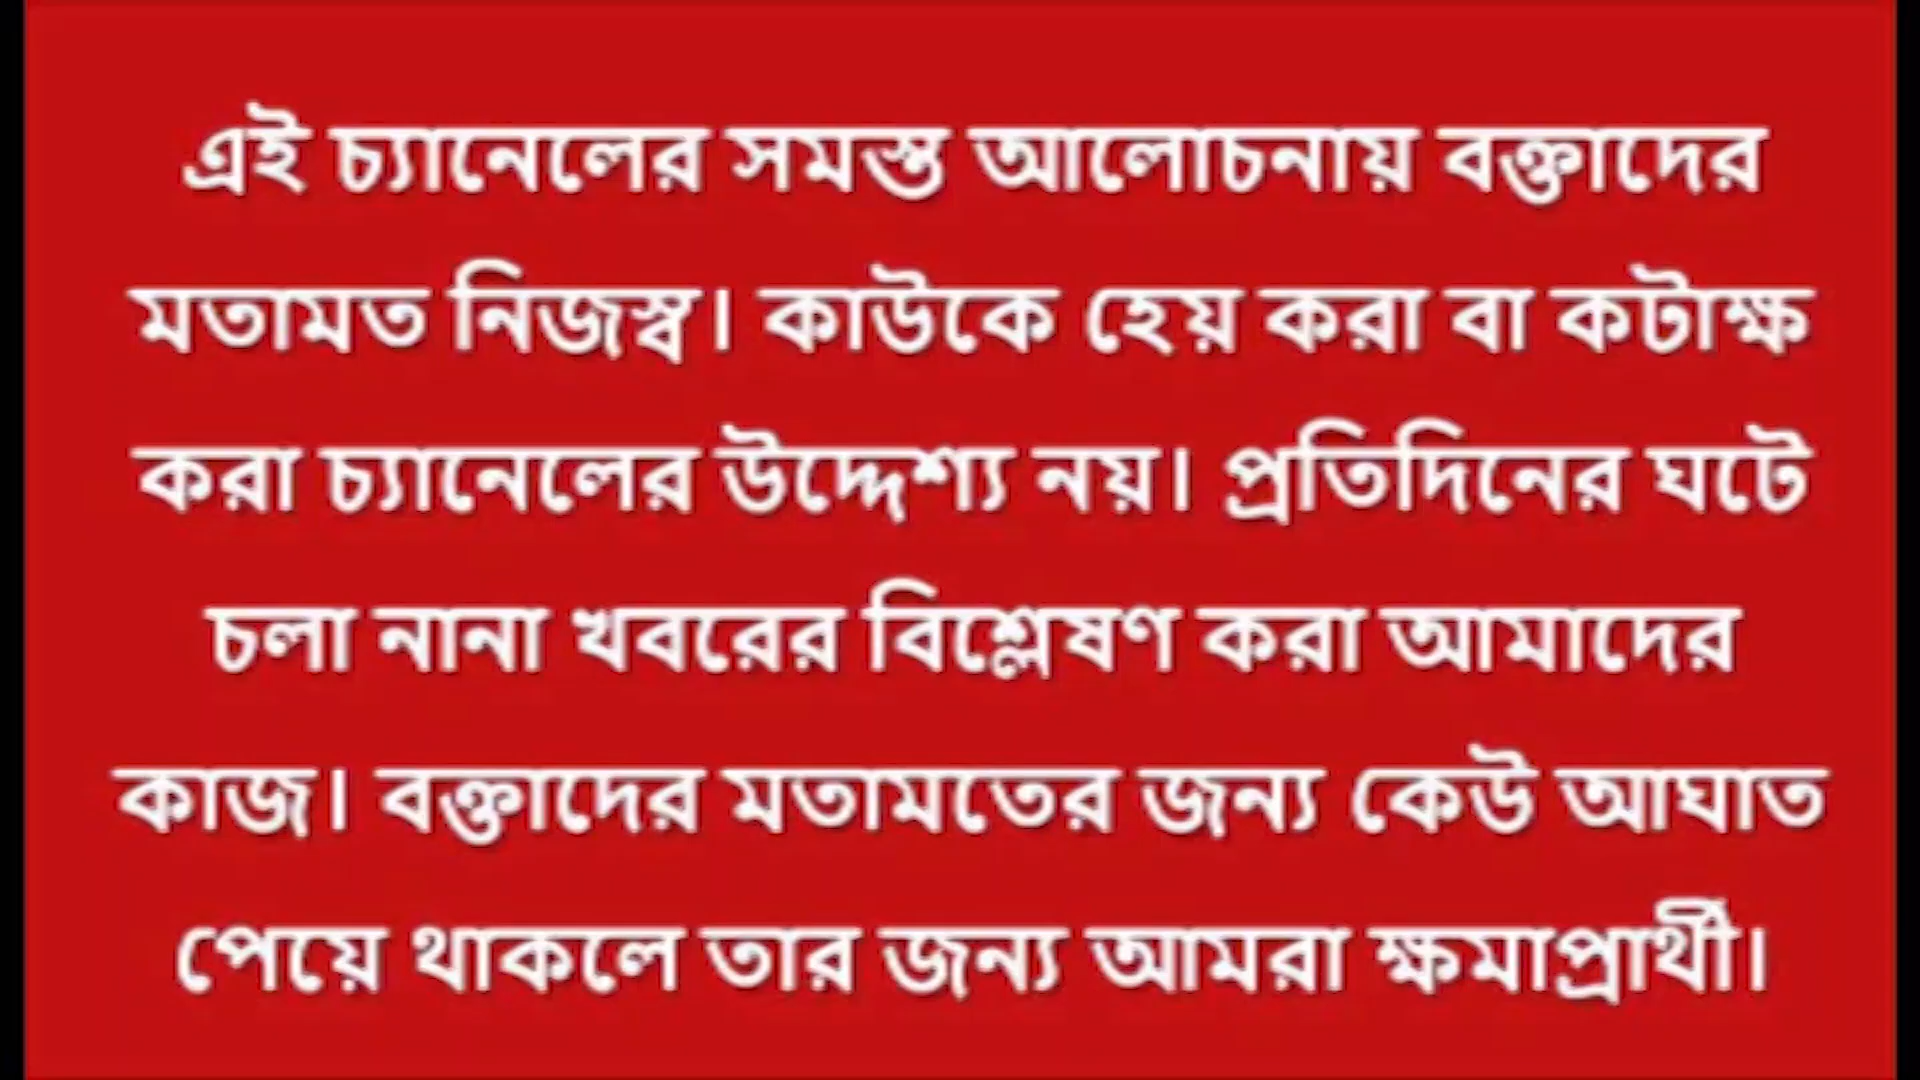 এই চ্যানেলের সমস্ত আলোচনায় বক্তাদের
মতামত নিজস্ব। কাউকে হেয় করা বা কটাক্ষ
করা চ্যানেলের উদ্দেশ্য নয়। প্রতিদিনের ঘটে
চলা নানা খবরের বিশ্লেষণ করা আমাদের
কাজ। বক্তাদের মতামতের জন্য কেউ আঘাত
পেয়ে থাকলে তার জন্য আমরা ক্ষমাপ্রার্থী।